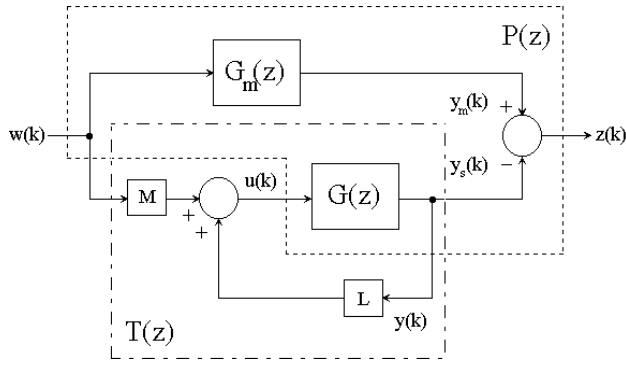 P(z)
G_m(z)
y_m(k)
+
w(k)
z(k)
y_s(k)
−
M
u(k)
G(z)
+
+
L
y(k)
T(z)